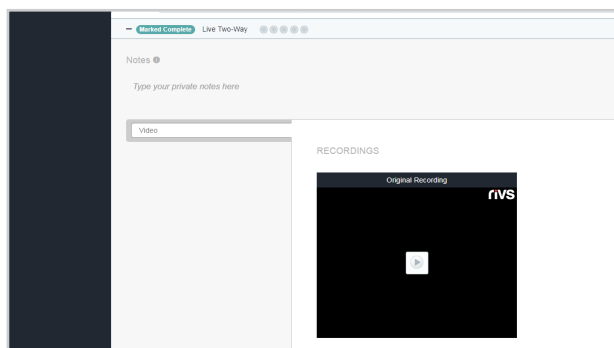 Marked Complete Live Two-Way
Notes
Type your private notes here
Video
RECORDINGS
Original Recording
rivs